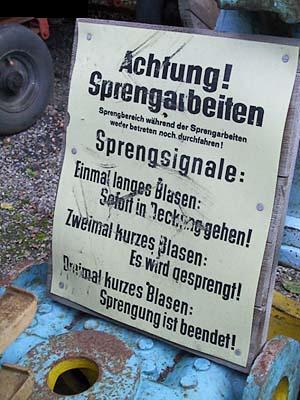 Achtung!
Sprengarbeiten
Sprengbereich während der Sprengarbeiten
weder betreten noch durchfahren!
Sprengsignale:
Einmal langes Blasen:
Sofort in Deckung gehen!
Zweimal kurzes Blasen:
Es wird gesprengt!
Dreimal kurzes Blasen:
Sprengung ist beendet!